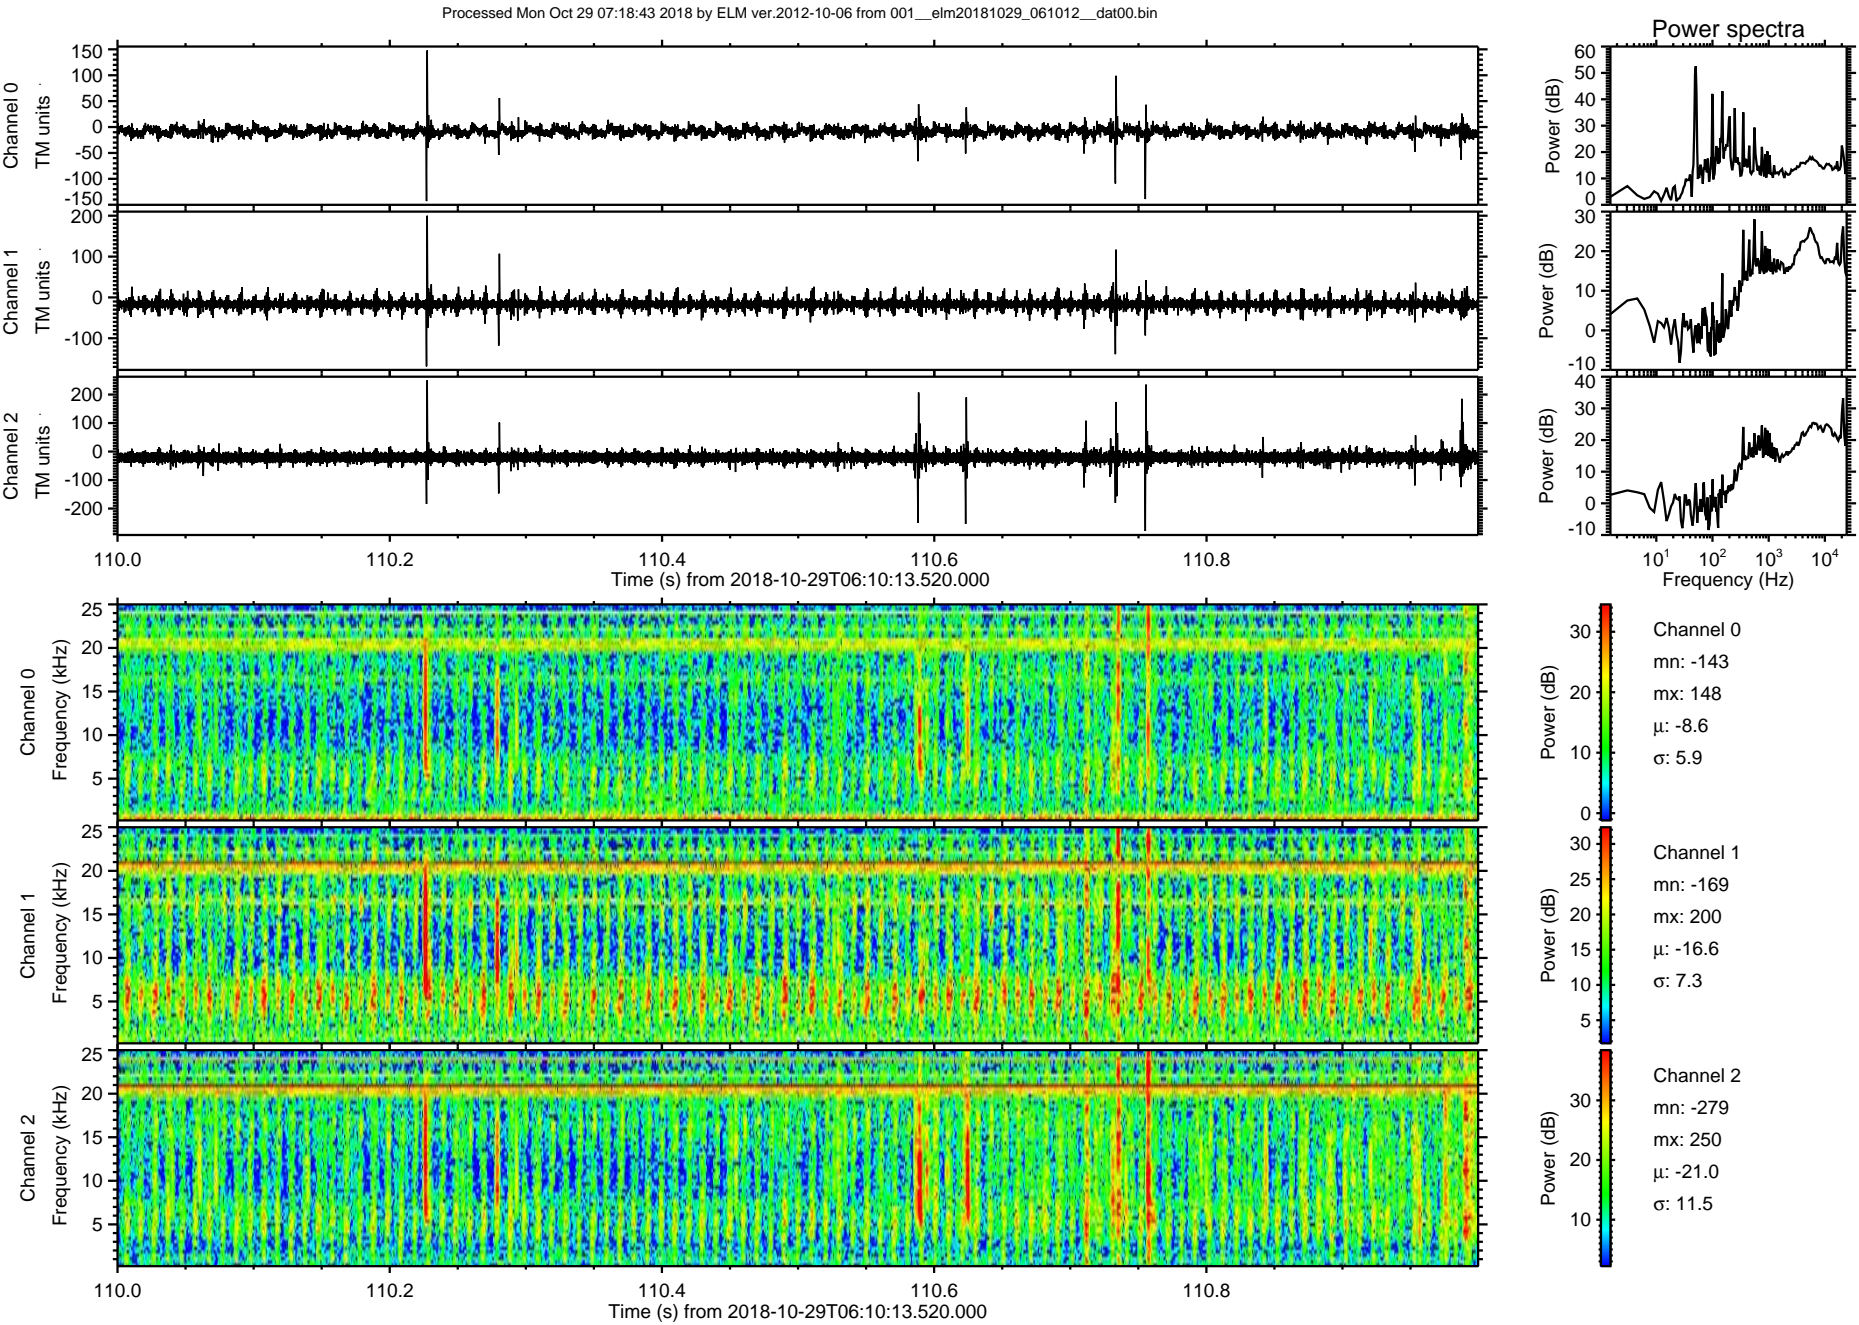 Processed Mon Oct 29 07:18:43 2018 by ELM ver.2012-10-06 from 001__elm20181029_061012__dat00.bin
Power spectra
Channel 0
TM units
150
100
50
0
-50
-100
-150
Power (dB)
60
50
40
30
20
10
0
Channel 1
TM units
200
100
0
-100
Power (dB)
30
20
10
0
-10
Channel 2
TM units
200
100
0
-100
-200
Power (dB)
40
30
20
10
0
-10
110.0 110.2 110.4 110.6 110.8
Time (s) from 2018-10-29T06:10:13.520.000
10^1 10^2 10^3 10^4
Frequency (Hz)
Channel 0
Frequency (kHz)
25
20
15
10
5
Power (dB)
30
20
10
0
Channel 0
mn: -143
mx: 148
μ: -8.6
σ: 5.9
Channel 1
Frequency (kHz)
25
20
15
10
5
Power (dB)
30
25
20
15
10
5
Channel 1
mn: -169
mx: 200
μ: -16.6
σ: 7.3
Channel 2
Frequency (kHz)
25
20
15
10
5
Power (dB)
30
20
10
Channel 2
mn: -279
mx: 250
μ: -21.0
σ: 11.5
110.0 110.2 110.4 110.6 110.8
Time (s) from 2018-10-29T06:10:13.520.000